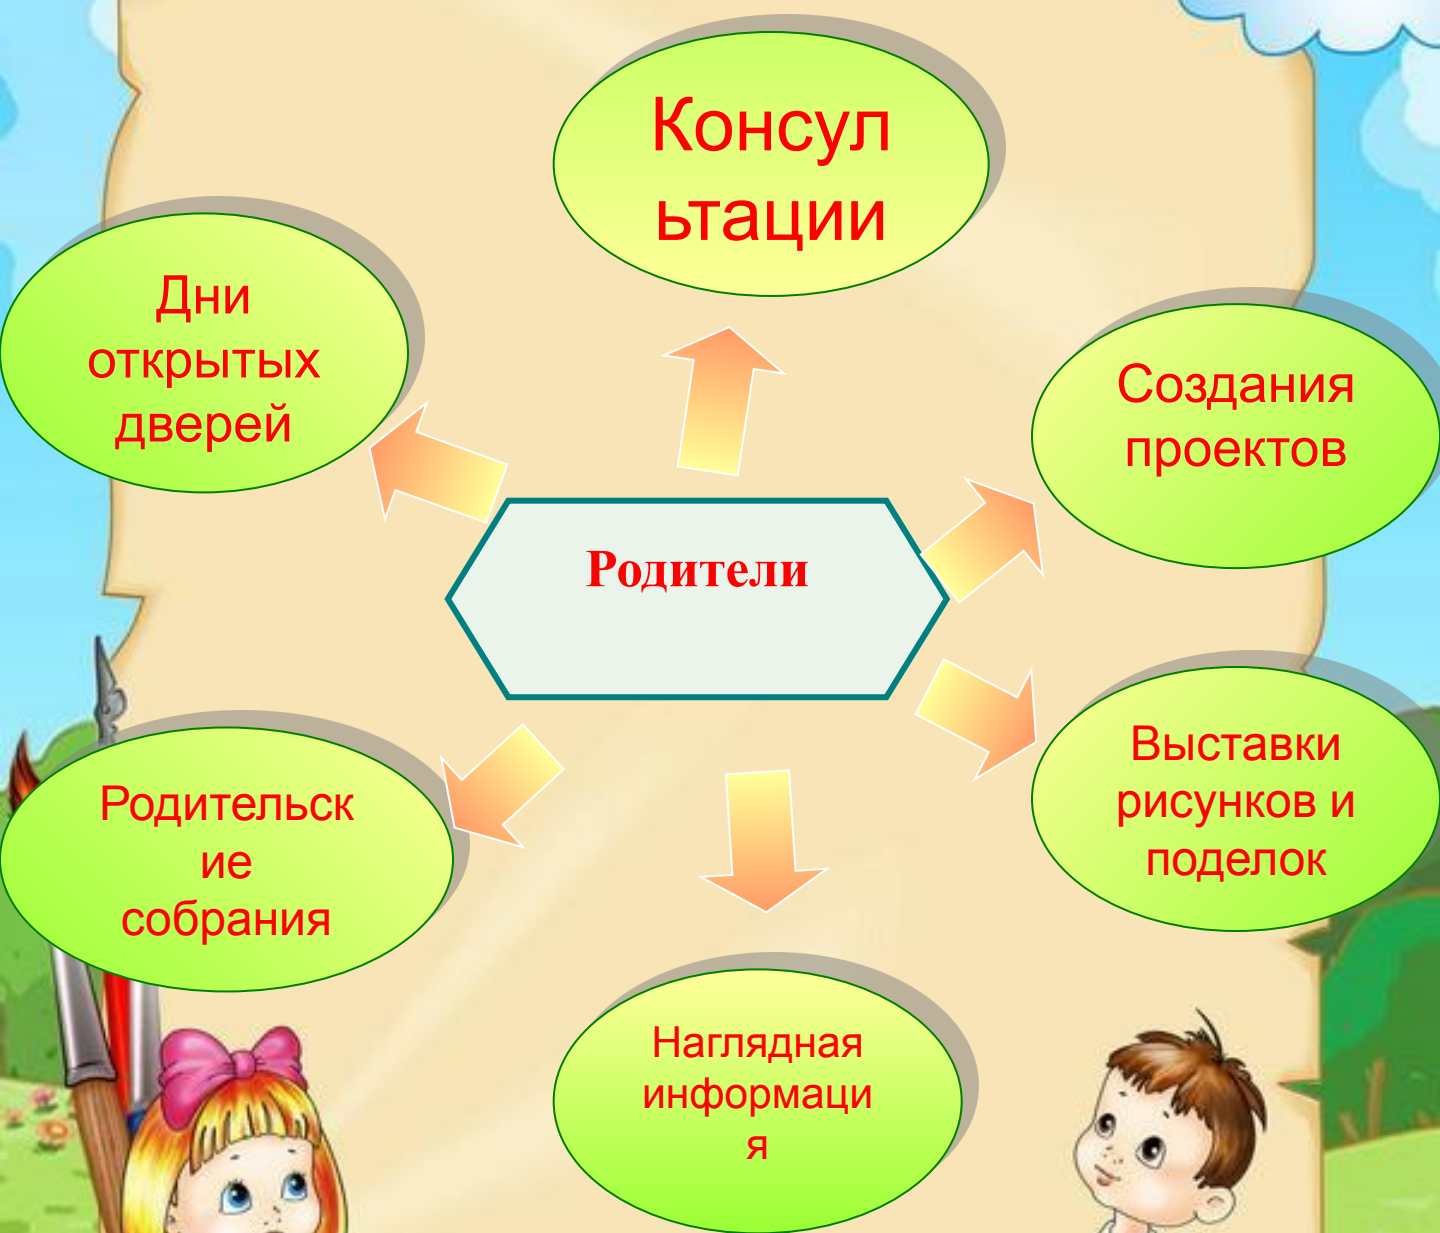 Консул
ьтации
Дни
открытых
дверей
Создания
проектов
Родители
Выставки
рисунков и
поделок
Родительск
ие
собрания
Наглядная
информаци
я